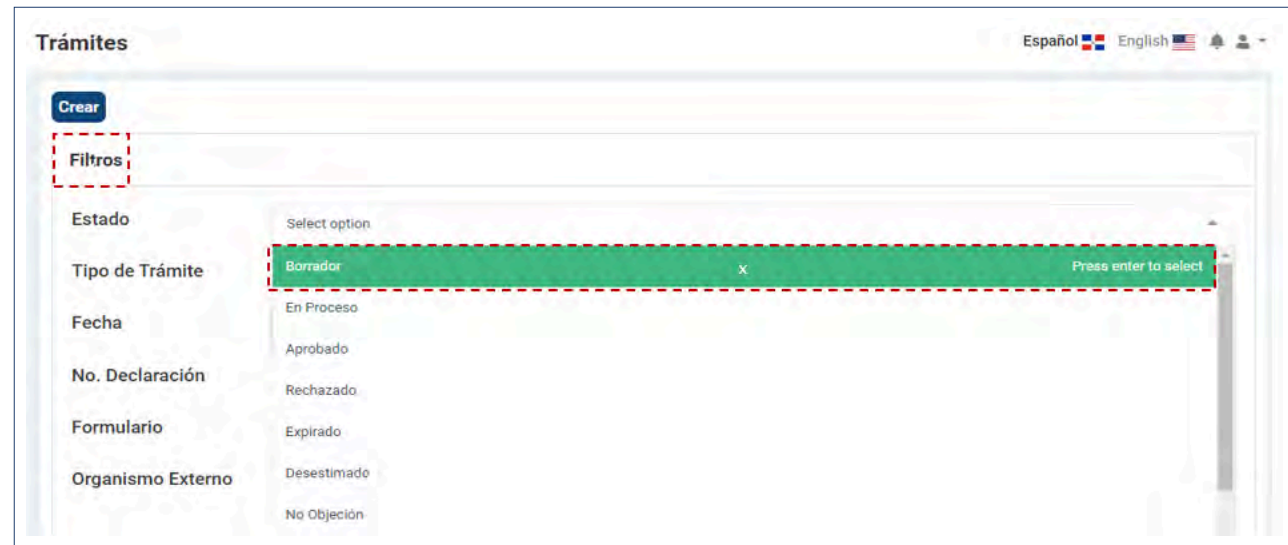 Trámites Español English
Crear
Filtros
Estado Select option
Tipo de Trámite Borrador x Press enter to select
Fecha En Proceso
Aprobado
No. Declaración Rechazado
Formulario Expirado
Organismo Externo Desestimado
No Objeción